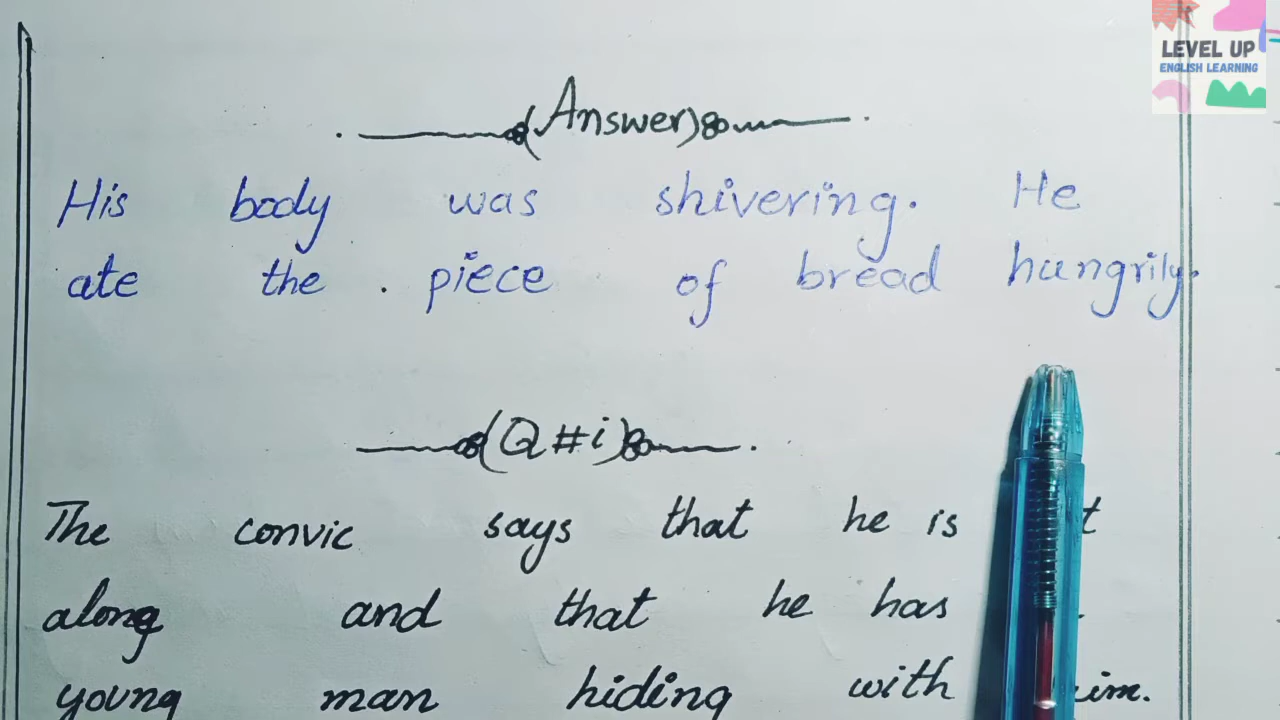 LEVEL UP
ENGLISH LEARNING
(Answer)
His body was shivering. He
ate the piece of bread hungrily.
(Q#i)
The convic says that he is
along and that he has
young man hiding with